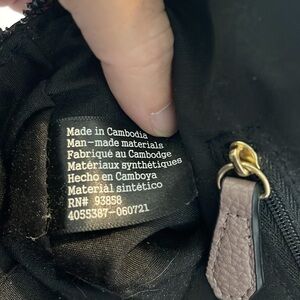 Made in Cambodia
Man-made materials
Fabriqué au Cambodge
Matériaux synthétiques
Hecho en Camboya
Materiàl sintético
RN# 93858
4055387-060721